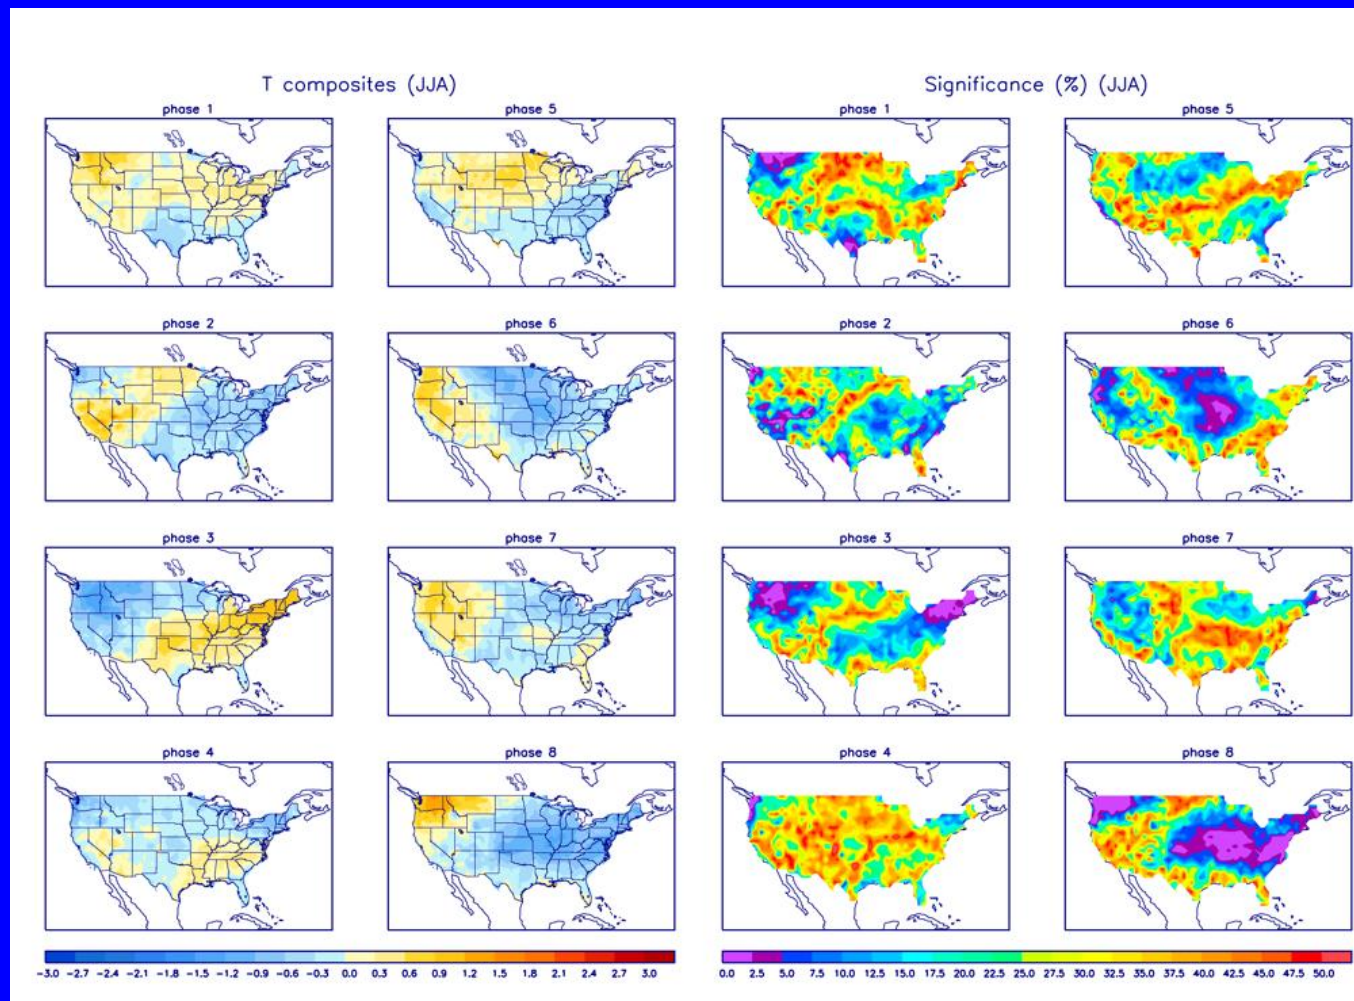 T composites (JJA)
Significance (%) (JJA)
phase 1
phase 5
phase 1
phase 5
phase 2
phase 6
phase 2
phase 6
phase 3
phase 7
phase 3
phase 7
phase 4
phase 8
phase 4
phase 8
-3.0 -2.7 -2.4 -2.1 -1.8 -1.5 -1.2 -0.9 -0.6 -0.3 0.0 0.3 0.6 0.9 1.2 1.5 1.8 2.1 2.4 2.7 3.0
0.0 2.5 5.0 7.5 10.0 12.5 15.0 17.5 20.0 22.5 25.0 27.5 30.0 32.5 35.0 37.5 40.0 42.5 45.0 47.5 50.0